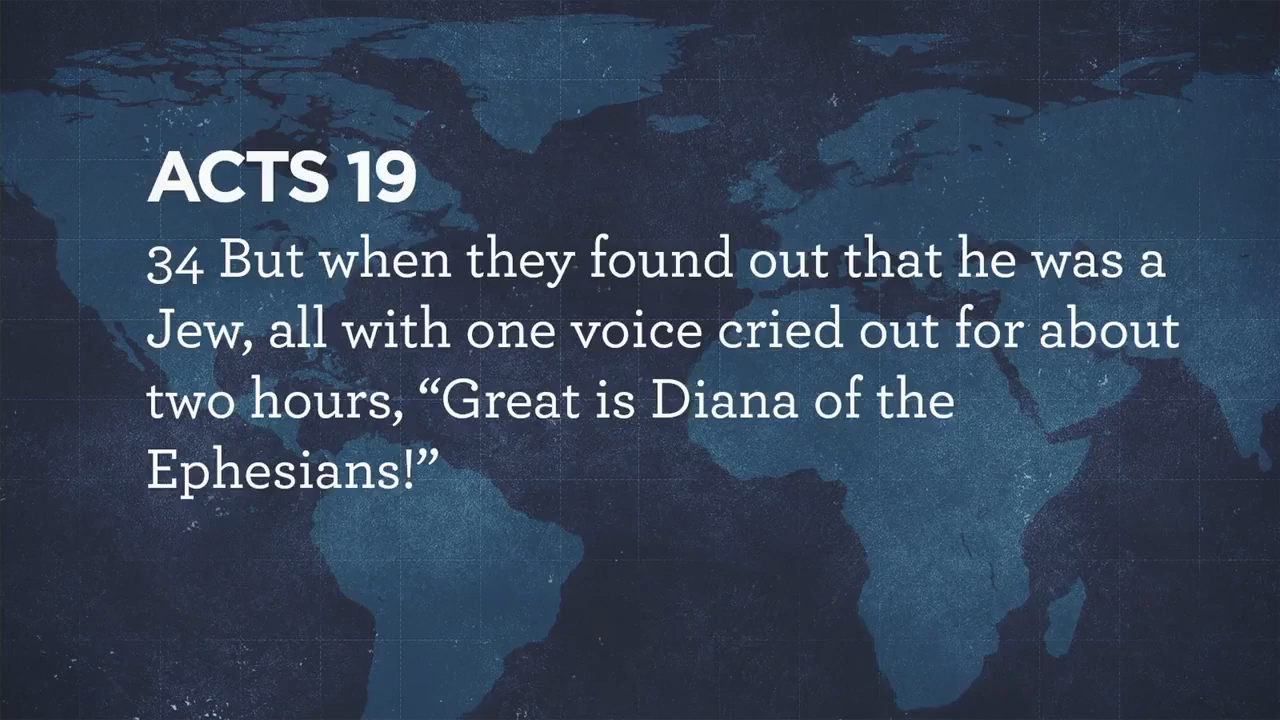 ACTS 19
34 But when they found out that he was a
Jew, all with one voice cried out for about
two hours, “Great is Diana of the
Ephesians!”